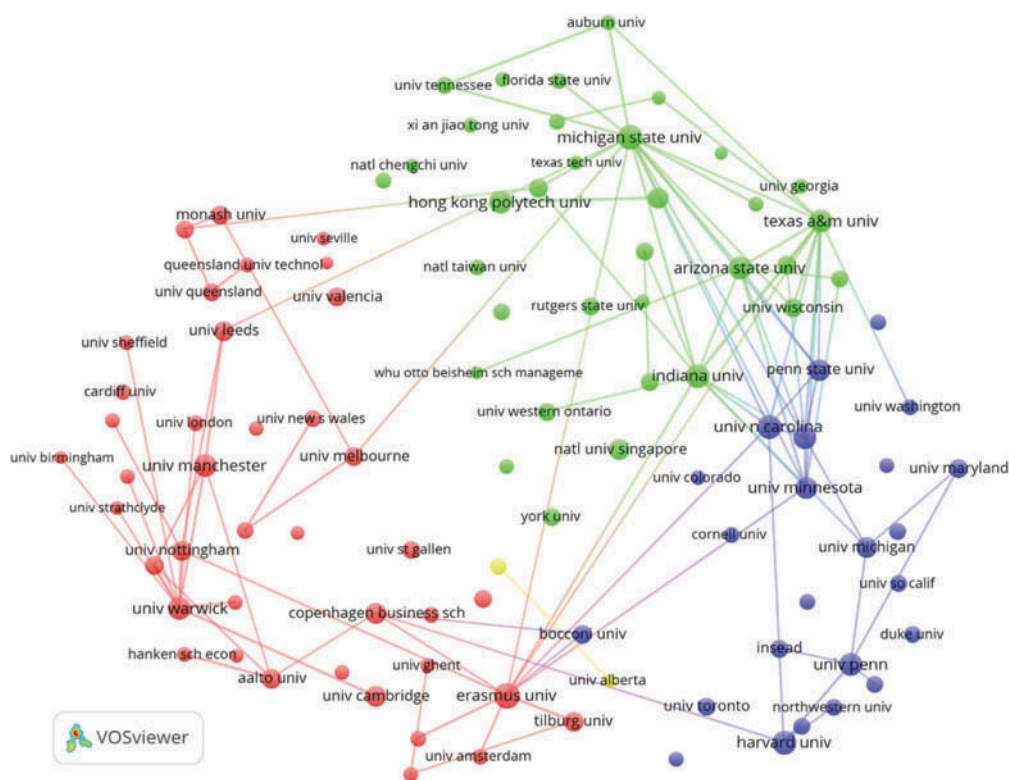 auburn univ
univ tennessee
florida state univ
xi an jiao tong univ
michigan state univ
natl chengchi univ
texas tech univ
univ georgia
hong kong polytech univ
monash univ
texas a&m univ
univ seville
queensland univ technol
natl taiwan univ
arizona state univ
univ queensland
univ valencia
rutgers state univ
univ wisconsin
univ leeds
univ sheffield
whu otto beisheim sch manageme
indiana univ
penn state univ
cardiff univ
univ western ontario
univ washington
univ london
univ new s wales
univ n carolina
univ birmingham
univ manchester
univ melbourne
natl univ singapore
univ colorado
univ maryland
univ minnesota
univ strathclyde
york univ
cornell univ
univ nottingham
univ st gallen
univ michigan
univ warwick
copenhagen business sch
univ so calif
bocconi univ
duke univ
hanken sch econ
insead
univ ghent
univ penn
aalto univ
univ alberta
univ cambridge
erasmus univ
univ toronto
northwestern univ
tilburg univ
univ amsterdam
harvard univ
VOSviewer